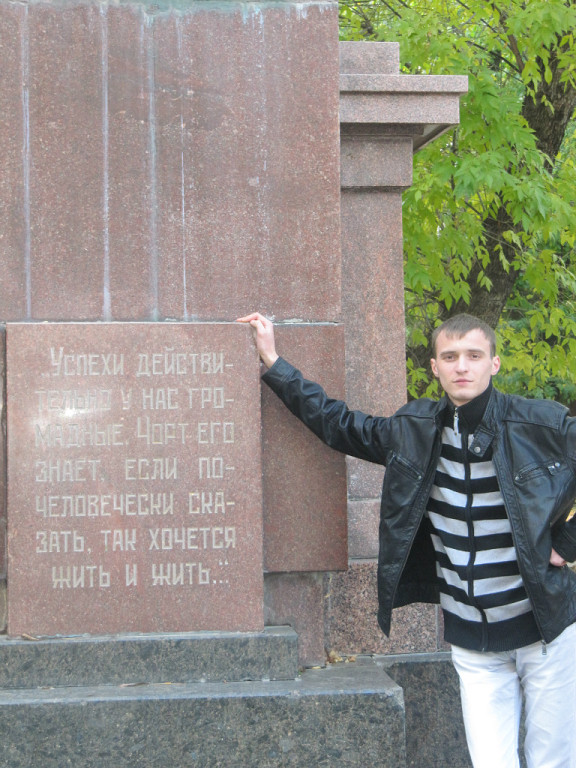 Успехи действи-
тельно у нас гро-
мадные. Чорт его
знает, если по-
человечески ска-
зать, так хочется
жить и жить..."